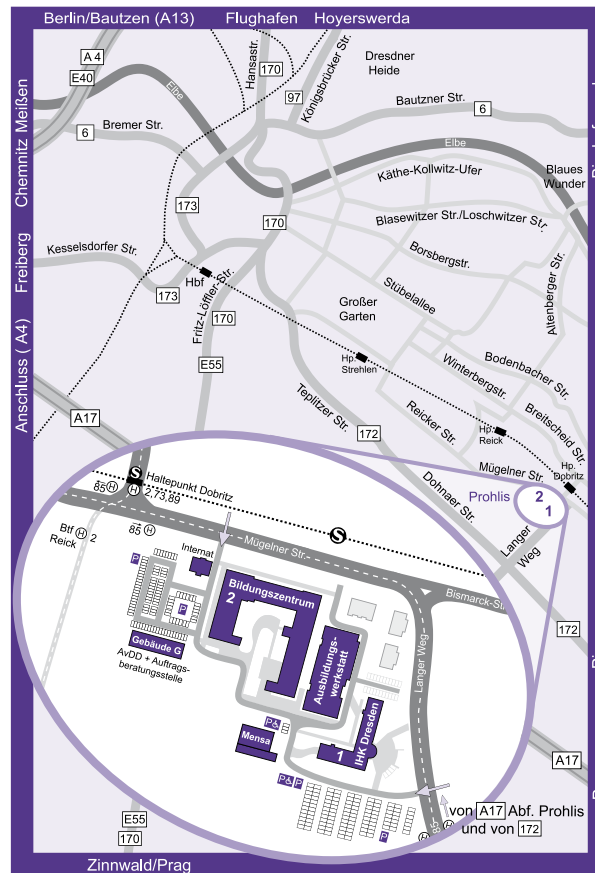 Berlin/Bautzen (A13)
Flughafen
Hoyerswerda
Chemnitz Meißen
Freiberg
Anschluss ( A4)
Zinnwald/Prag
A 4
E40
Hansastr.
170
97
Königsbrücker Str.
Dresdner
Heide
Bautzner Str.
6
6
Bremer Str.
Elbe
Elbe
Käthe-Kollwitz-Ufer
Blaues
Wunder
Blasewitzer Str./Loschwitzer Str.
173
170
Kesselsdorfer Str.
Borsbergstr.
Altenberger Str.
Hbf
173
Fritz-Löffler-Str.
170
Stübelallee
Großer
Garten
E55
Hp.
Strehlen
Winterbergstr.
Bodenbacher Str.
Breitscheid Str.
Teplitzer Str.
172
Reicker Str.
Hp.
Reick
Mügelner Str.
Hp.
Dobritz
A17
Dohnaer Str.
Prohlis
2
1
Langer
Weg
S
Haltepunkt Dobritz
85 H
H 2,73,89
85 H
Btf H 2
Reick
S
Mügelner Str.
Internat
P
P
Bildungszentrum
2
Gebäude G
AvDD + Auftrags-
beratungsstelle
Ausbildungs-
werkstatt
Langer Weg
Bismarck-Str.
172
P
Mensa
1
IHK Dresden
P P
P
A17
H 85 H
von A17 Abf. Prohlis
und von 172
E55
170